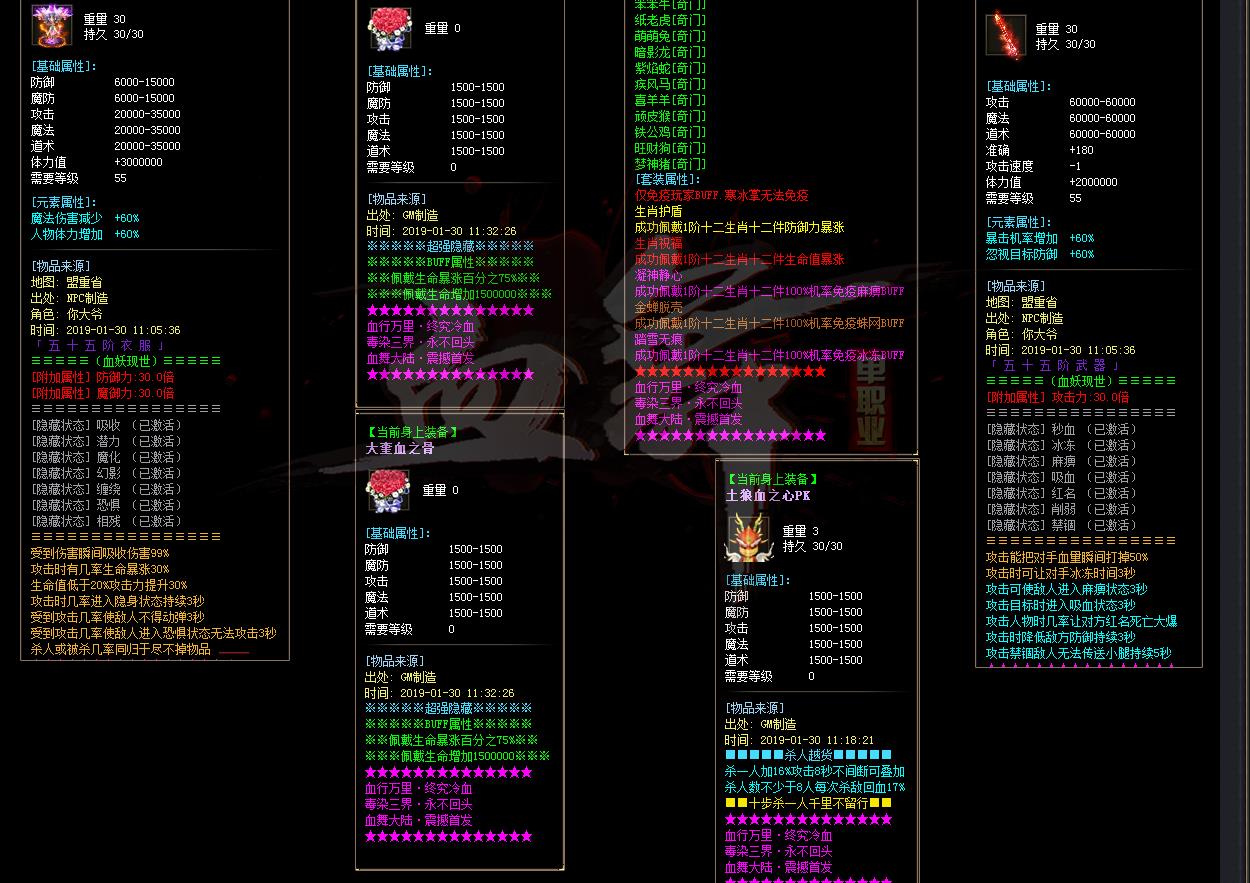 重量 30
持久 30/30
[基础属性]:
防御 6000-15000
魔防 6000-15000
攻击 20000-35000
魔法 20000-35000
道术 20000-35000
体力值 +3000000
需要等级 55
[元素属性]:
魔法伤害减少 +60%
人物体力增加 +60%
[物品来源]
地图: 盟重省
出处: NPC制造
角色: 你大爷
时间: 2019-01-30 11:05:36
「 五 十 五 阶 衣 服 」
=====（血妖现世）=====
[附加属性] 防御力:30.0倍
[附加属性] 魔御力:30.0倍
================
[隐藏状态] 吸收 （已激活）
[隐藏状态] 潜力 （已激活）
[隐藏状态] 魔化 （已激活）
[隐藏状态] 幻影 （已激活）
[隐藏状态] 缠绕 （已激活）
[隐藏状态] 恐惧 （已激活）
[隐藏状态] 相残 （已激活）
================
受到伤害瞬间吸收伤害99%
攻击时有几率生命暴涨30%
生命值低于20%攻击力提升30%
攻击时几率进入隐身状态持续3秒
受到攻击几率使敌人不得动弹3秒
受到攻击几率使敌人进入恐惧状态无法攻击3秒
杀人或被杀几率同归于尽不掉物品
重量 0
[基础属性]:
防御 1500-1500
魔防 1500-1500
攻击 1500-1500
魔法 1500-1500
道术 1500-1500
需要等级 0
[物品来源]
出处: GM制造
时间: 2019-01-30 11:32:26
※※※※※超强隐藏※※※※※
※※※※※BUFF属性※※※※※
※※佩戴生命暴涨百分之75%※※
※※※佩戴生命增加1500000※※※
★★★★★★★★★★★★★★
血行万里·终究冷血
毒染三界·永不回头
血舞大陆·震撼首发
★★★★★★★★★★★★★★
【当前身上装备】
大奎血之骨
重量 0
[基础属性]:
防御 1500-1500
魔防 1500-1500
攻击 1500-1500
魔法 1500-1500
道术 1500-1500
需要等级 0
[物品来源]
出处: GM制造
时间: 2019-01-30 11:32:26
※※※※※超强隐藏※※※※※
※※※※※BUFF属性※※※※※
※※佩戴生命暴涨百分之75%※※
※※※佩戴生命增加1500000※※※
★★★★★★★★★★★★★★
血行万里·终究冷血
毒染三界·永不回头
血舞大陆·震撼首发
★★★★★★★★★★★★★★
笨笨牛[奇门]
纸老虎[奇门]
萌萌兔[奇门]
暗影龙[奇门]
紫焰蛇[奇门]
疾风马[奇门]
喜羊羊[奇门]
顽皮猴[奇门]
铁公鸡[奇门]
旺财狗[奇门]
梦神猪[奇门]
[套装属性]:
仅免疫玩家BUFF.寒冰掌无法免疫
生肖护盾
成功佩戴1阶十二生肖十二件防御力暴涨
生肖祝福
成功佩戴1阶十二生肖十二件生命值暴涨
凝神静心
成功佩戴1阶十二生肖十二件100%机率免疫麻痹BUFF
金蝉脱壳
成功佩戴1阶十二生肖十二件100%机率免疫蛛网BUFF
踏雪无痕
成功佩戴1阶十二生肖十二件100%机率免疫冰冻BUFF
★★★★★★★★★★★★★★★★
血行万里·终究冷血
毒染三界·永不回头
血舞大陆·震撼首发
★★★★★★★★★★★★★★★★
单职业
【当前身上装备】
土狼血之心PK
重量 3
持久 30/30
[基础属性]:
防御 1500-1500
魔防 1500-1500
攻击 1500-1500
魔法 1500-1500
道术 1500-1500
需要等级 0
[物品来源]
出处: GM制造
时间: 2019-01-30 11:18:21
■■■■■杀人越货■■■■■
杀一人加16%攻击8秒不间断可叠加
杀人数不少于8人每次杀敌回血17%
■■十步杀一人千里不留行■■
★★★★★★★★★★★★★★
血行万里·终究冷血
毒染三界·永不回头
血舞大陆·震撼首发
重量 30
持久 30/30
[基础属性]:
攻击 60000-60000
魔法 60000-60000
道术 60000-60000
准确 +180
攻击速度 -1
体力值 +2000000
需要等级 55
[元素属性]:
暴击机率增加 +60%
忽视目标防御 +60%
[物品来源]
地图: 盟重省
出处: NPC制造
角色: 你大爷
时间: 2019-01-30 11:05:36
「 五 十 五 阶 武 器 」
=====（血妖现世）=====
[附加属性] 攻击力:30.0倍
================
[隐藏状态] 秒血 （已激活）
[隐藏状态] 冰冻 （已激活）
[隐藏状态] 麻痹 （已激活）
[隐藏状态] 吸血 （已激活）
[隐藏状态] 红名 （已激活）
[隐藏状态] 削弱 （已激活）
[隐藏状态] 禁锢 （已激活）
================
攻击能把对手血量瞬间打掉50%
攻击时可让对手冰冻时间3秒
攻击可使敌人进入麻痹状态3秒
攻击目标时进入吸血状态3秒
攻击人物时几率让对方红名死亡大爆
攻击时降低敌方防御持续3秒
攻击禁锢敌人无法传送小腿持续5秒